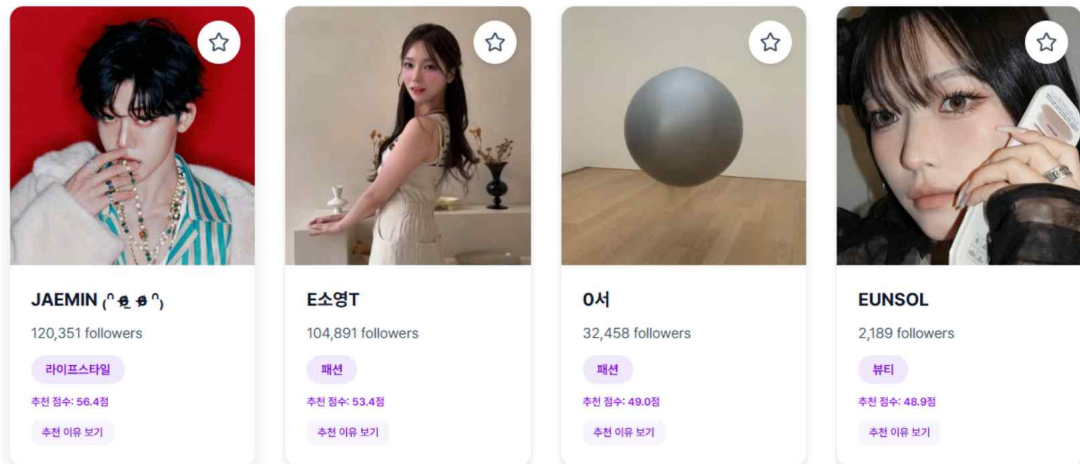 JAEMIN
120,351 followers
라이프스타일
추천 점수: 56.4점
추천 이유 보기
E소영T
104,891 followers
패션
추천 점수: 53.4점
추천 이유 보기
0서
32,458 followers
패션
추천 점수: 49.0점
추천 이유 보기
EUNSOL
2,189 followers
뷰티
추천 점수: 48.9점
추천 이유 보기